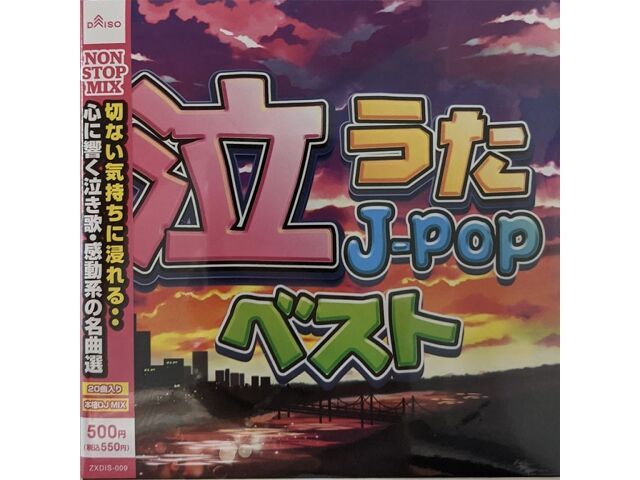 DAISO
NON
STOP
MIX
切ない気持ちに浸れる‥
心に響く泣き歌・感動系の名曲選
20曲入り
本格DJ MIX
500円
(税込550円)
ZXDIS-009
泣
うた
J-POP
ベスト